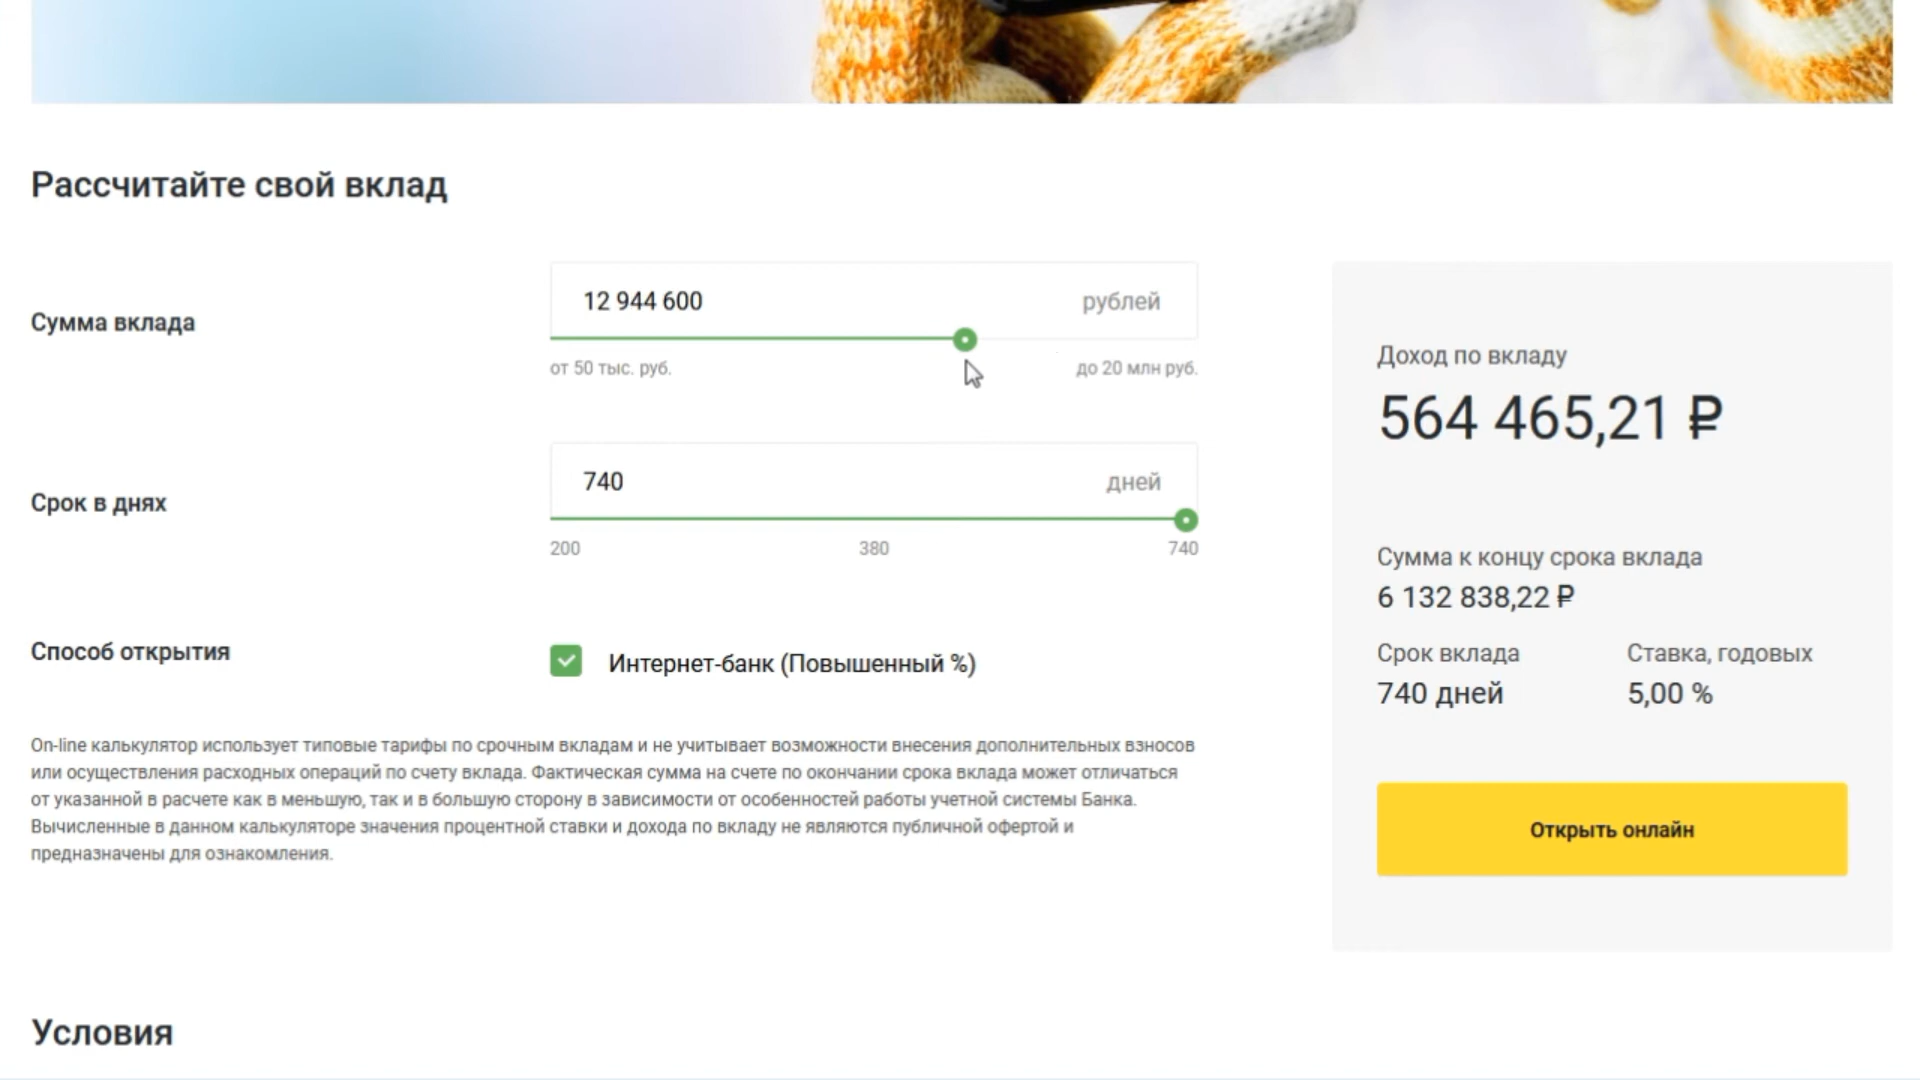 Рассчитайте свой вклад
Сумма вклада
12 944 600
рублей
от 50 тыс. руб.
до 20 млн руб.
Срок в днях
740
дней
200
380
740
Способ открытия
Интернет-банк (Повышенный %)
On-line калькулятор использует типовые тарифы по срочным вкладам и не учитывает возможности внесения дополнительных взносов
или осуществления расходных операций по счету вклада. Фактическая сумма на счете по окончании срока вклада может отличаться
от указанной в расчете как в меньшую, так и в большую сторону в зависимости от особенностей работы учетной системы Банка.
Вычисленные в данном калькуляторе значения процентной ставки и дохода по вкладу не являются публичной офертой и
предназначены для ознакомления.
Доход по вкладу
564 465,21 ₽
Сумма к концу срока вклада
6 132 838,22 ₽
Срок вклада
740 дней
Ставка, годовых
5,00 %
Открыть онлайн
Условия